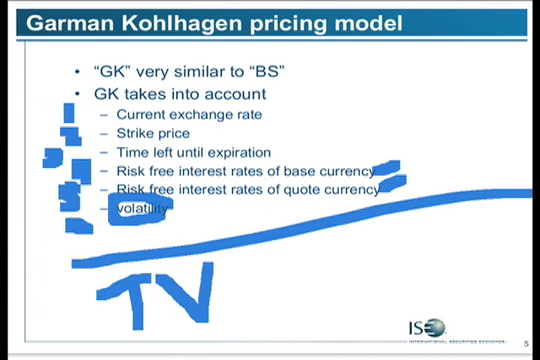 Garman Kohlhagen pricing model
• "GK" very similar to "BS"
• GK takes into account
– Current exchange rate
– Strike price
– Time left until expiration
– Risk free interest rates of base currency
– Risk free interest rates of quote currency
– volatility
TV
ISE
INTERNATIONAL SECURITIES EXCHANGE.
5